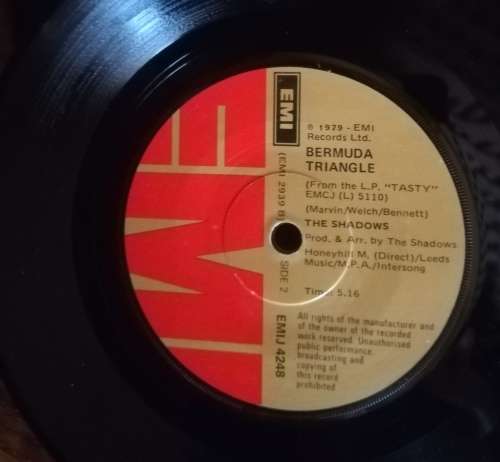 EMI
EMI
℗ 1979 - EMI
Records Ltd.
BERMUDA
TRIANGLE
(From the L.P. "TASTY"
EMCJ (L) 5110)
(Marvin/Welch/Bennett)
THE SHADOWS
Prod. & Arr. by The Shadows
Honeyhill M, (Direct)/Leeds
Music/M.P.A./Intersong
Time: 5.16
All rights of the manufacturer and
of the owner of the recorded
work reserved. Unauthorised
public performance,
broadcasting and
copying of
this record
prohibited
(EMI 2939 B)
SIDE 2
EMIJ 4248